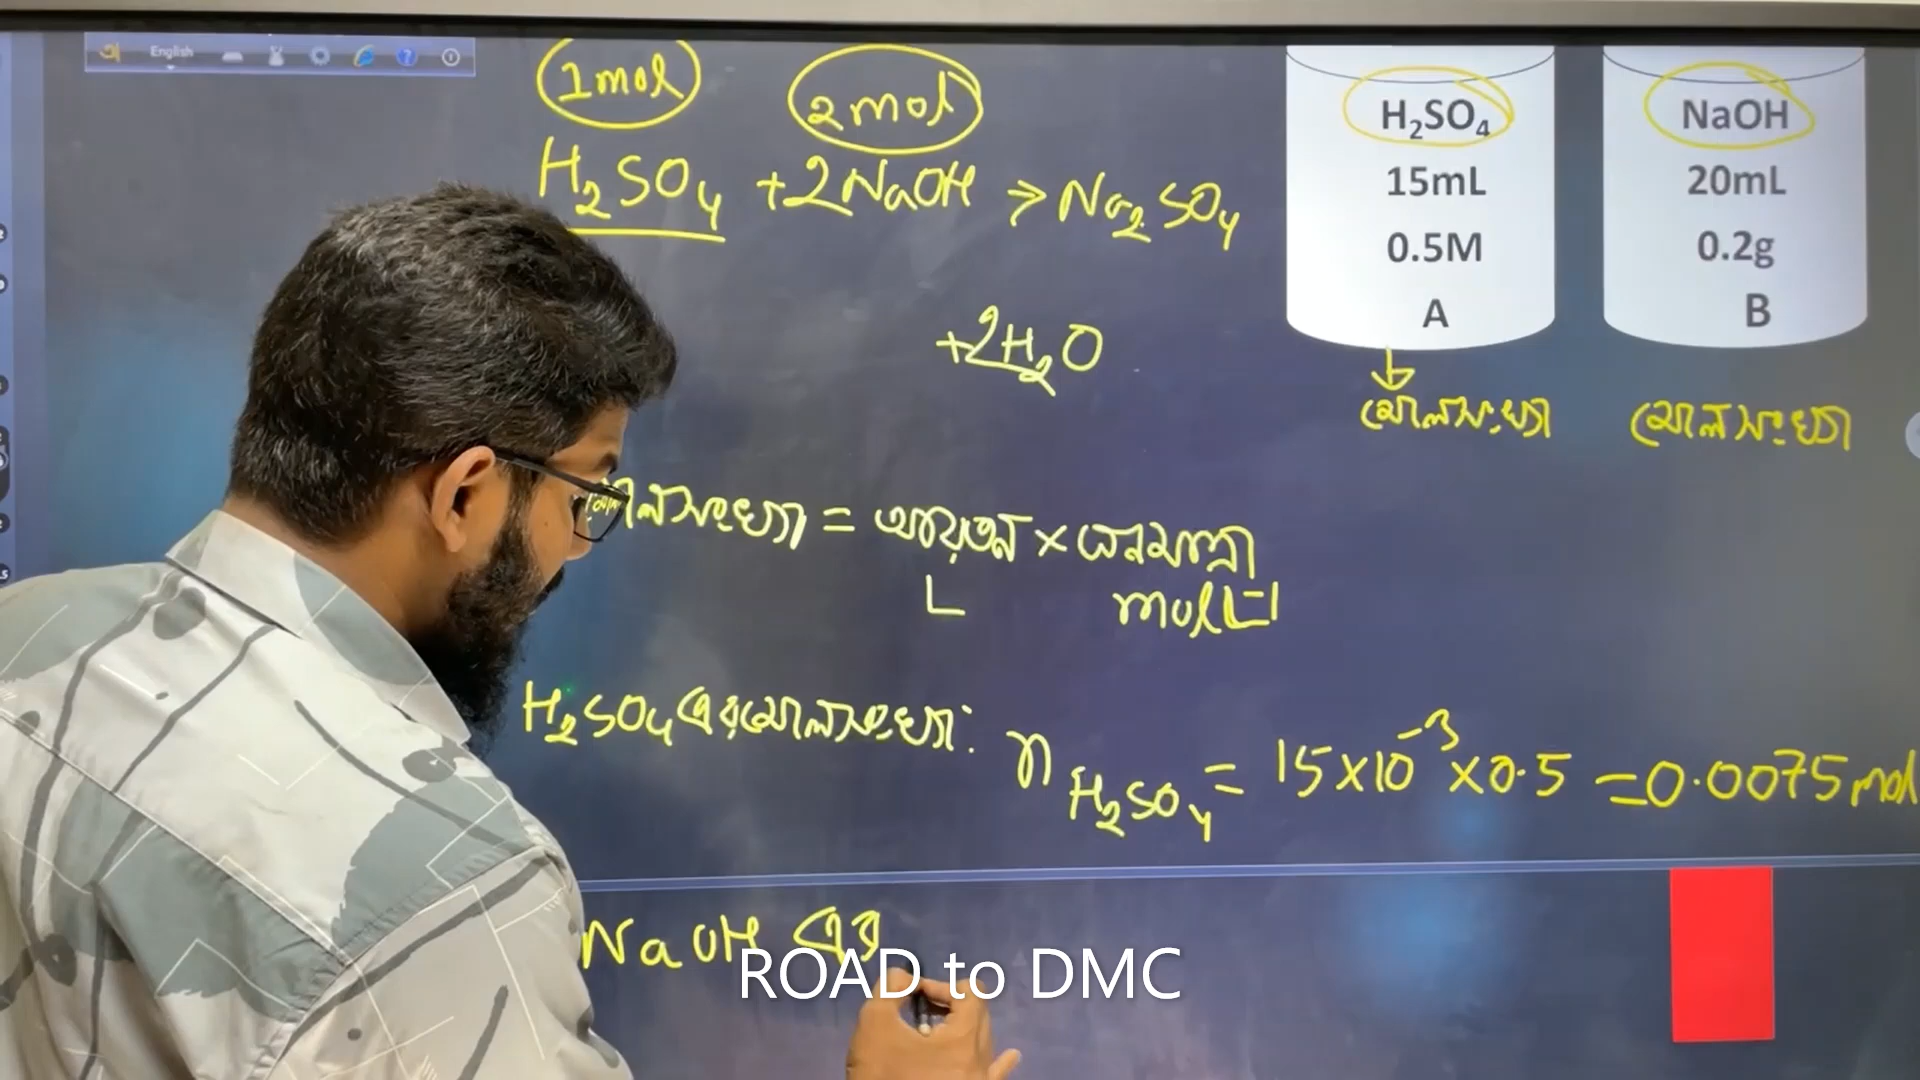 English
1mol 2mol
H₂SO₄ + 2NaOH > Na₂SO₄
+2H₂O
H₂SO₄
15mL
0.5M
A
NaOH
20mL
0.2g
B
মোলসংখ্যা মোলসংখ্যা
মোলসংখ্যা = আয়তন × ঘনমাত্রা
L molL⁻¹
H₂SO₄ এর মোলসংখ্যা: n H₂SO₄ = 15×10⁻³×0.5 = 0.0075 mol
NaOH এর
ROAD to DMC